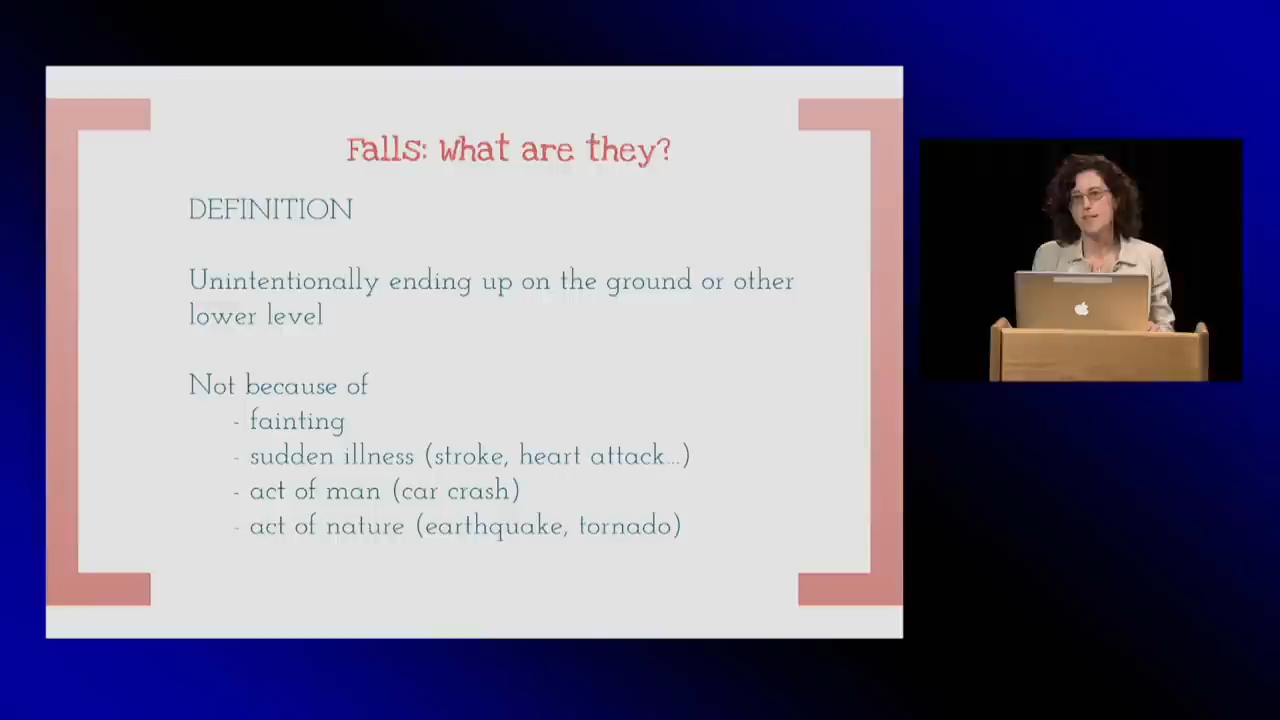 Falls: What are they?
DEFINITION
Unintentionally ending up on the ground or other
lower level
Not because of
- fainting
- sudden illness (stroke, heart attack...)
- act of man (car crash)
- act of nature (earthquake, tornado)